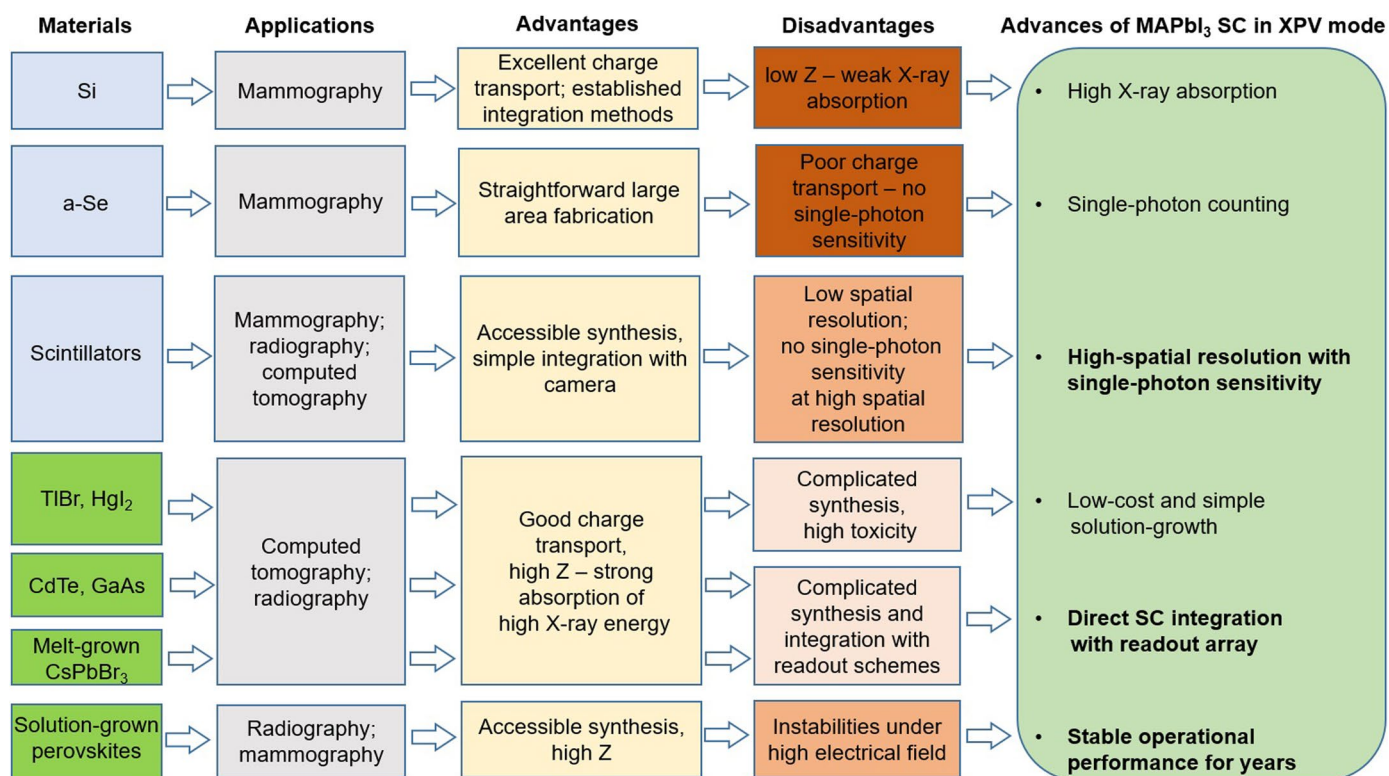 Materials
Applications
Advantages
Disadvantages
Advances of MAPbI₃ SC in XPV mode
Si
Mammography
Excellent charge
transport; established
integration methods
low Z – weak X-ray
absorption
• High X-ray absorption
a-Se
Mammography
Straightforward large
area fabrication
Poor charge
transport – no
single-photon
sensitivity
• Single-photon counting
Scintillators
Mammography;
radiography;
computed
tomography
Accessible synthesis,
simple integration with
camera
Low spatial
resolution;
no single-photon
sensitivity
at high spatial
resolution
• High-spatial resolution with
single-photon sensitivity
TlBr, HgI₂
CdTe, GaAs
Melt-grown
CsPbBr₃
Computed
tomography;
radiography
Good charge
transport,
high Z – strong
absorption of
high X-ray energy
Complicated
synthesis,
high toxicity
Complicated
synthesis and
integration with
readout schemes
• Low-cost and simple
solution-growth
• Direct SC integration
with readout array
Solution-grown
perovskites
Radiography;
mammography
Accessible synthesis,
high Z
Instabilities under
high electrical field
• Stable operational
performance for years